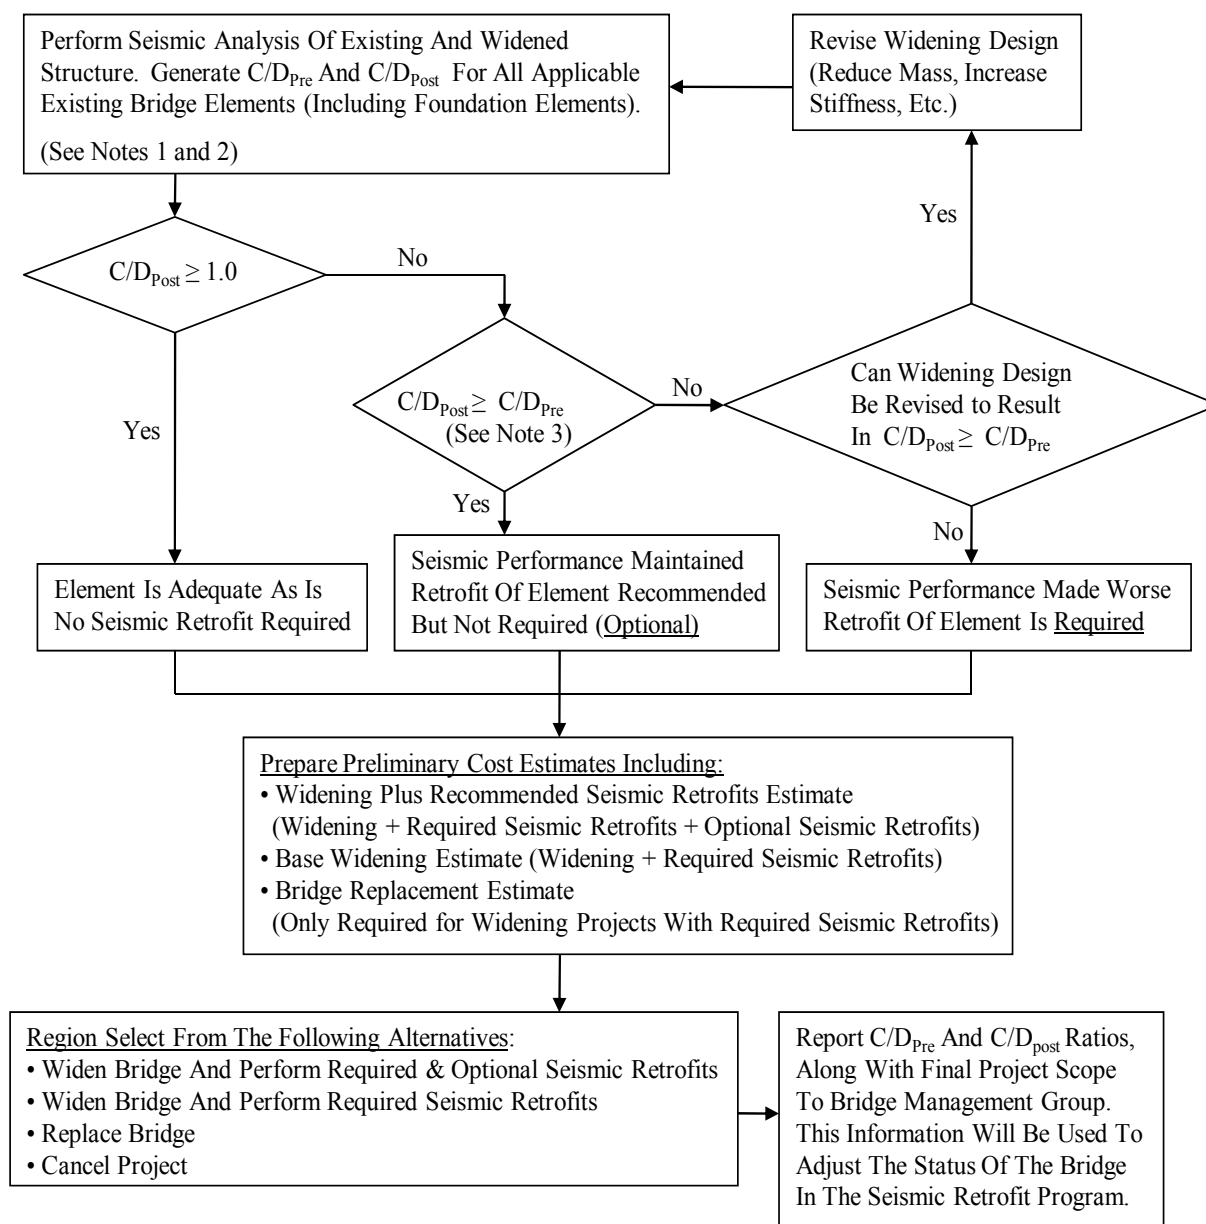 Perform Seismic Analysis Of Existing And Widened
Structure. Generate C/D_Pre And C/D_Post For All Applicable
Existing Bridge Elements (Including Foundation Elements).
(See Notes 1 and 2)
Revise Widening Design
(Reduce Mass, Increase
Stiffness, Etc.)
Yes
C/D_Post ≥ 1.0
No
C/D_Post ≥ C/D_Pre
(See Note 3)
No
Can Widening Design
Be Revised to Result
In C/D_Post ≥ C/D_Pre
Yes
Yes
No
Element Is Adequate As Is
No Seismic Retrofit Required
Seismic Performance Maintained
Retrofit Of Element Recommended
But Not Required (Optional)
Seismic Performance Made Worse
Retrofit Of Element Is Required
Prepare Preliminary Cost Estimates Including:
• Widening Plus Recommended Seismic Retrofits Estimate
(Widening + Required Seismic Retrofits + Optional Seismic Retrofits)
• Base Widening Estimate (Widening + Required Seismic Retrofits)
• Bridge Replacement Estimate
(Only Required for Widening Projects With Required Seismic Retrofits)
Region Select From The Following Alternatives:
• Widen Bridge And Perform Required & Optional Seismic Retrofits
• Widen Bridge And Perform Required Seismic Retrofits
• Replace Bridge
• Cancel Project
Report C/D_Pre And C/D_post Ratios,
Along With Final Project Scope
To Bridge Management Group.
This Information Will Be Used To
Adjust The Status Of The Bridge
In The Seismic Retrofit Program.